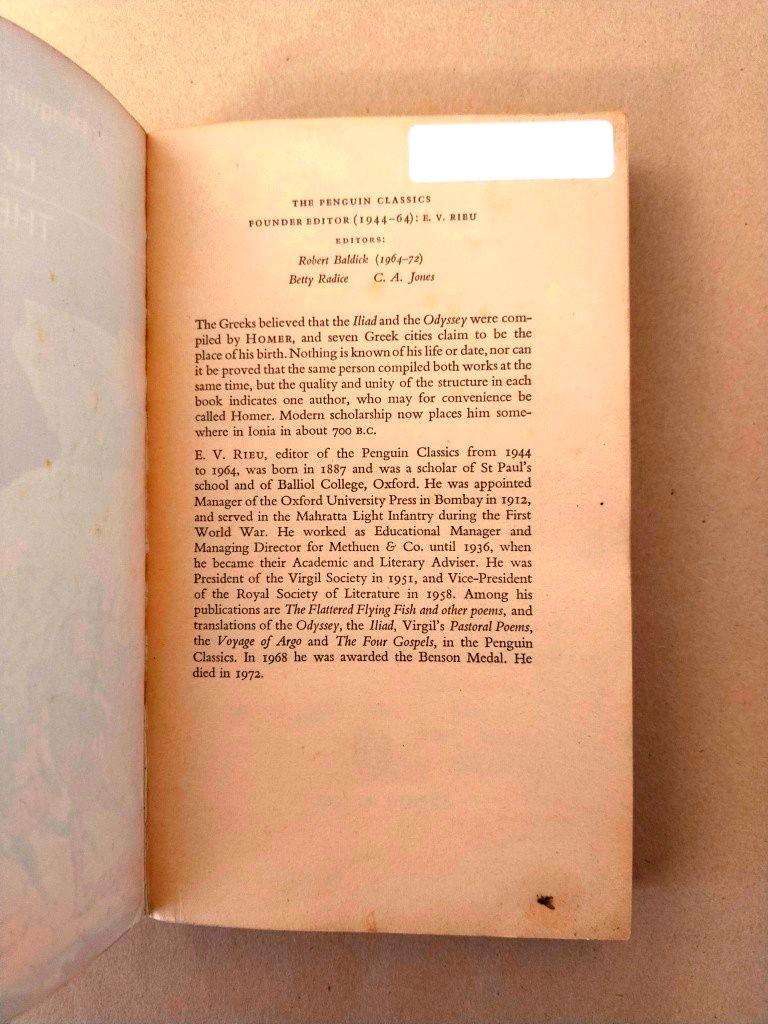 THE PENGUIN CLASSICS
FOUNDER EDITOR (1944–64): E. V. RIEU
EDITORS:
Robert Baldick (1964–72)
Betty Radice C. A. Jones
The Greeks believed that the Iliad and the Odyssey were com-
piled by HOMER, and seven Greek cities claim to be the
place of his birth. Nothing is known of his life or date, nor can
it be proved that the same person compiled both works at the
same time, but the quality and unity of the structure in each
book indicates one author, who may for convenience be
called Homer. Modern scholarship now places him some-
where in Ionia in about 700 B.C.
E. V. RIEU, editor of the Penguin Classics from 1944
to 1964, was born in 1887 and was a scholar of St Paul's
school and of Balliol College, Oxford. He was appointed
Manager of the Oxford University Press in Bombay in 1912,
and served in the Mahratta Light Infantry during the First
World War. He worked as Educational Manager and
Managing Director for Methuen & Co. until 1936, when
he became their Academic and Literary Adviser. He was
President of the Virgil Society in 1951, and Vice-President
of the Royal Society of Literature in 1958. Among his
publications are The Flattered Flying Fish and other poems, and
translations of the Odyssey, the Iliad, Virgil's Pastoral Poems,
the Voyage of Argo and The Four Gospels, in the Penguin
Classics. In 1968 he was awarded the Benson Medal. He
died in 1972.